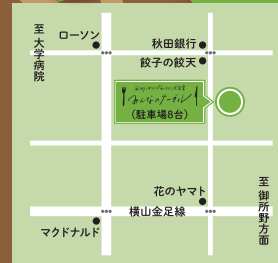 至 大学病院
ローソン
秋田銀行
餃子の餃天
みんなのテーブル
(駐車場8台)
花のヤマト
横山金足線
マクドナルド
至 御所野方面